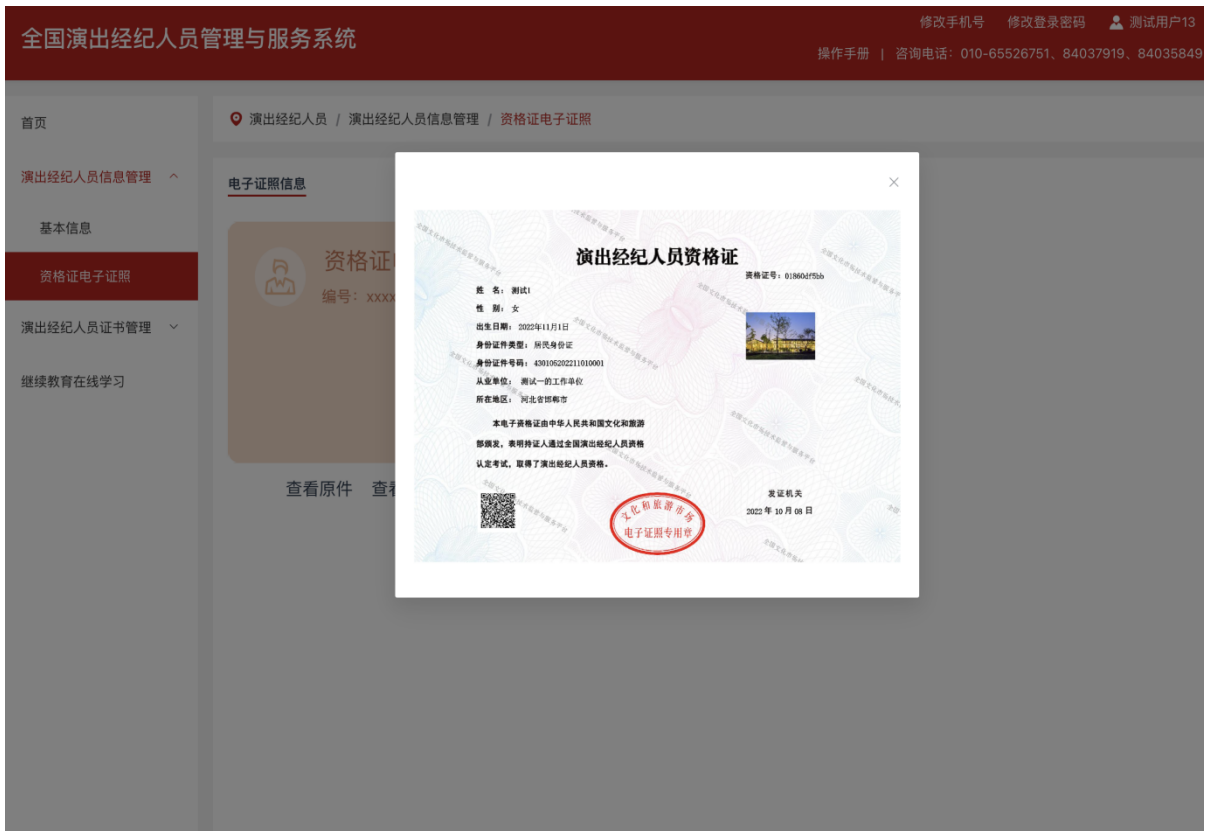 全国演出经纪人员管理与服务系统
修改手机号 修改登录密码 测试用户13
操作手册 | 咨询电话：010-65526751、84037919、84035849
首页
演出经纪人员信息管理
基本信息
资格证电子证照
演出经纪人员证书管理
继续教育在线学习
演出经纪人员 / 演出经纪人员信息管理 / 资格证电子证照
电子证照信息
资格证
编号：xxxx
查看原件
演出经纪人员资格证
资格证号：01860df5bb
姓 名：测试1
性 别：女
出生日期：2022年11月1日
身份证件类型：居民身份证
身份证件号码：430106202211010001
从业单位：测试一的工作单位
所在地区：河北省邯郸市
本电子资格证由中华人民共和国文化和旅游
部颁发，表明持证人通过全国演出经纪人员资格
认定考试，取得了演出经纪人员资格。
文化和旅游市场
电子证照专用章
发证机关
2022 年 10 月 08 日